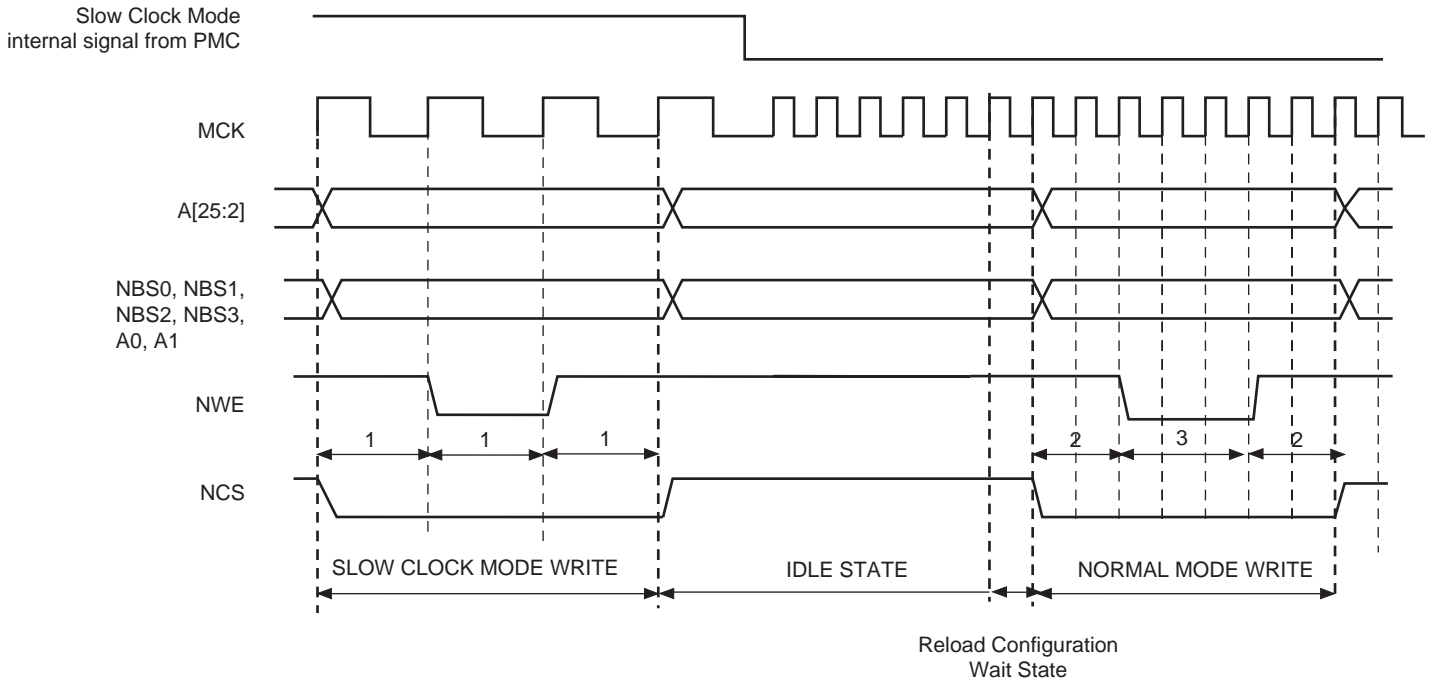 Slow Clock Mode
internal signal from PMC
MCK
A[25:2]
NBS0, NBS1,
NBS2, NBS3,
A0, A1
NWE
1 1 1 2 3 2
NCS
SLOW CLOCK MODE WRITE IDLE STATE NORMAL MODE WRITE
Reload Configuration
Wait State